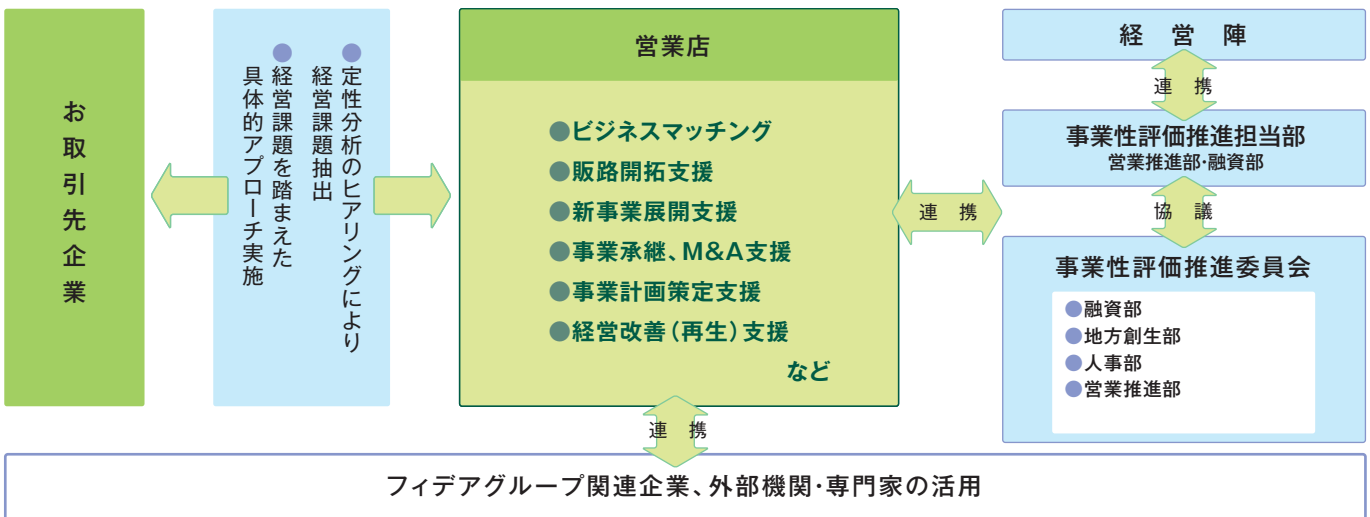 お取引先企業
●定性分析のヒアリングにより
経営課題抽出
●経営課題を踏まえた
具体的アプローチ実施
営業店
●ビジネスマッチング
●販路開拓支援
●新事業展開支援
●事業承継、M&A支援
●事業計画策定支援
●経営改善（再生）支援
など
連 携
経 営 陣
連 携
事業性評価推進担当部
営業推進部・融資部
協 議
事業性評価推進委員会
●融資部
●地方創生部
●人事部
●営業推進部
連 携
フィデアグループ関連企業、外部機関・専門家の活用